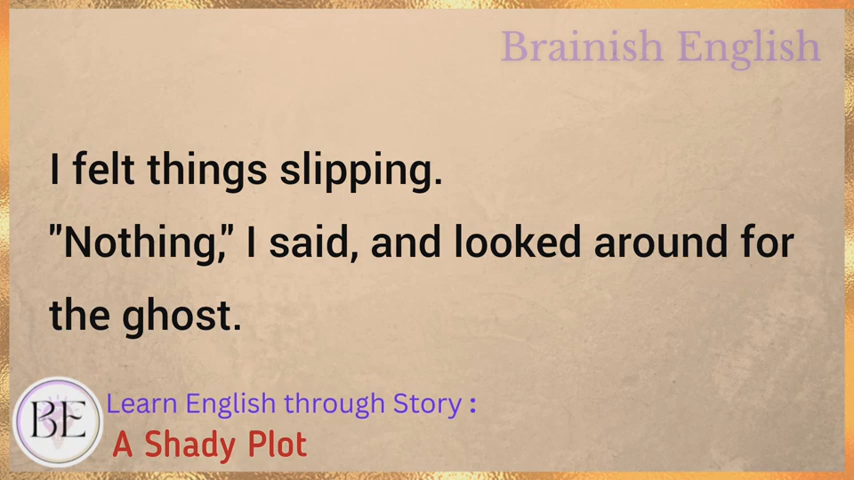 Brainish English
I felt things slipping.
"Nothing," I said, and looked around for
the ghost.
BE
Learn English through Story :
A Shady Plot